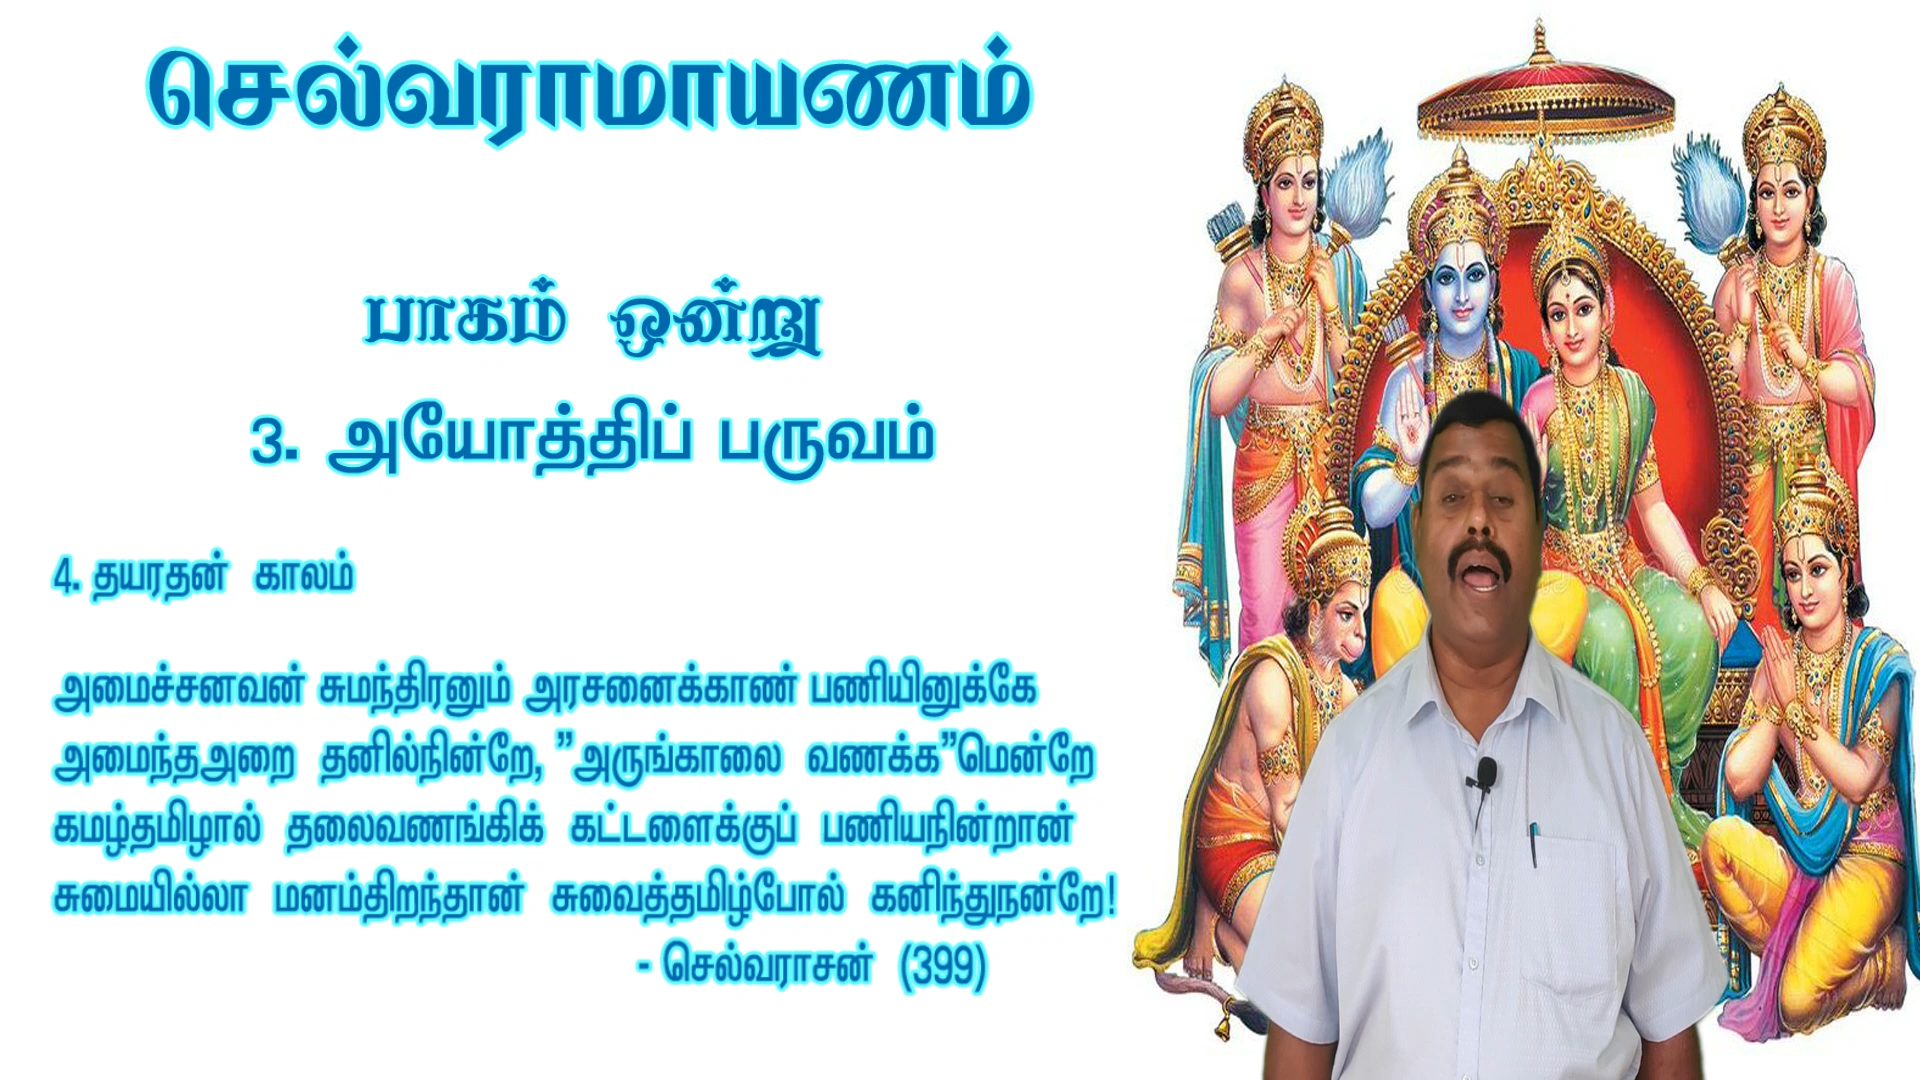 செல்வராமாயணம்
பாகம் ஒன்று
3. அயோத்திப் பருவம்
4. தயரதன் காலம்
அமைச்சனவன் சுமந்திரனும் அரசனைக்காண் பணியினுக்கே
அமைந்தஅறை தனில்நின்றே, ”அருங்காலை வணக்க”மென்றே
கமழ்தமிழால் தலைவணங்கிக் கட்டளைக்குப் பணியநின்றான்
சுமையில்லா மனம்திறந்தான் சுவைத்தமிழ்போல் கனிந்துநன்றே!
- செல்வராசன் (399)